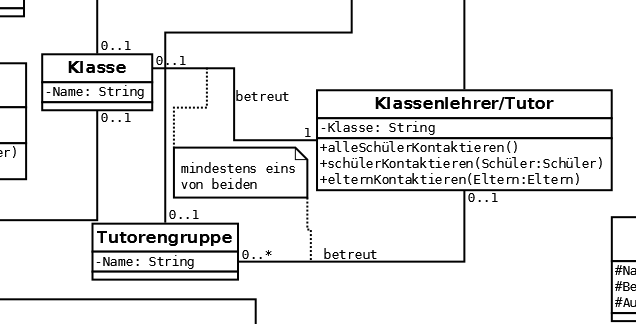 0..1
Klasse
0..1
-Name: String
betreut
Klassenlehrer/Tutor
0..1
-Klasse: String
1
+alleSchülerKontaktieren()
+schülerKontaktieren(Schüler:Schüler)
+elternKontaktieren(Eltern:Eltern)
mindestens eins
von beiden
0..1
0..1
Tutorengruppe
0..*
betreut
-Name: String
er)
#Na
#Be
#Au